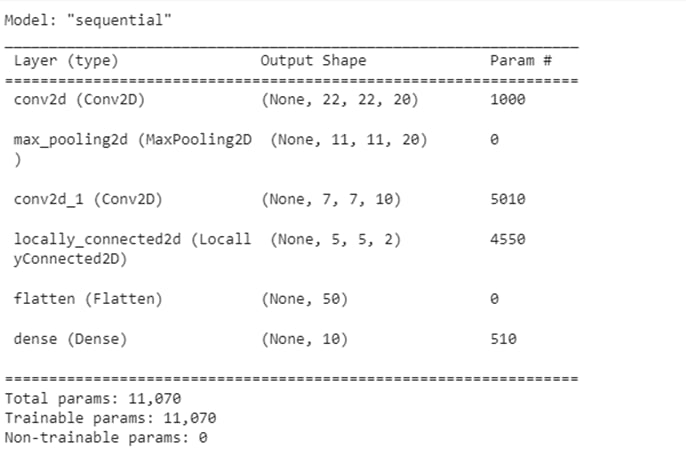 Model: "sequential"
_________________________________________________________________
Layer (type) Output Shape Param #
=================================================================
conv2d (Conv2D) (None, 22, 22, 20) 1000
max_pooling2d (MaxPooling2D (None, 11, 11, 20) 0
)
conv2d_1 (Conv2D) (None, 7, 7, 10) 5010
locally_connected2d (Locall (None, 5, 5, 2) 4550
yConnected2D)
flatten (Flatten) (None, 50) 0
dense (Dense) (None, 10) 510
=================================================================
Total params: 11,070
Trainable params: 11,070
Non-trainable params: 0